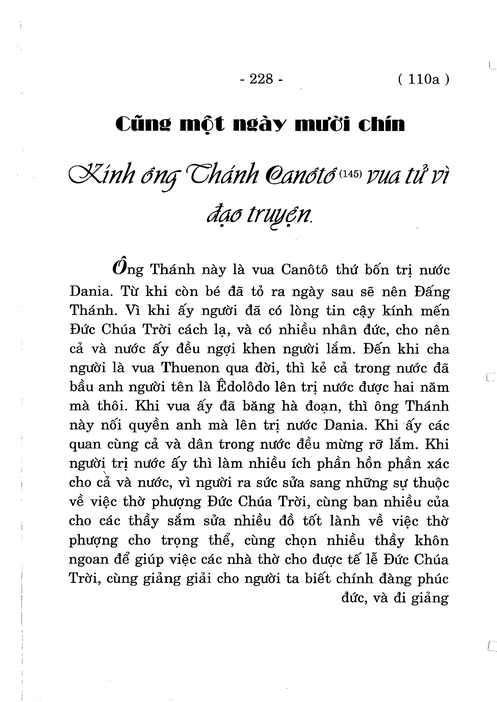 - 228 - ( 110a )
Cũng một ngày mười chín
Kính ông Thánh Canôtô (145) vua tử vì
đạo truyện.
Ông Thánh này là vua Canôtô thứ bốn trị nước
Dania. Từ khi còn bé đã tỏ ra ngày sau sẽ nên Đấng
Thánh. Vì khi ấy người đã có lòng tin cậy kính mến
Đức Chúa Trời cách lạ, và có nhiều nhân đức, cho nên
cả và nước ấy đều ngợi khen người lắm. Đến khi cha
người là vua Thuenon qua đời, thì kẻ cả trong nước đã
bầu anh người tên là Êdolôdo lên trị nước được hai năm
mà thôi. Khi vua ấy đã băng hà đoạn, thì ông Thánh
này nối quyền anh mà lên trị nước Dania. Khi ấy các
quan cùng cả và dân trong nước đều mừng rỡ lắm. Khi
người trị nước ấy thì làm nhiều ích phần hồn phần xác
cho cả và nước, vì người ra sức sửa sang những sự thuộc
về việc thờ phượng Đức Chúa Trời, cùng ban nhiều của
cho các thầy sắm sửa nhiều đồ tốt lành về việc thờ
phượng cho trọng thể, cùng chọn nhiều thầy khôn
ngoan để giúp việc các nhà thờ cho được tế lễ Đức Chúa
Trời, cùng giảng giải cho người ta biết chính đàng phúc
đức, và đi giảng